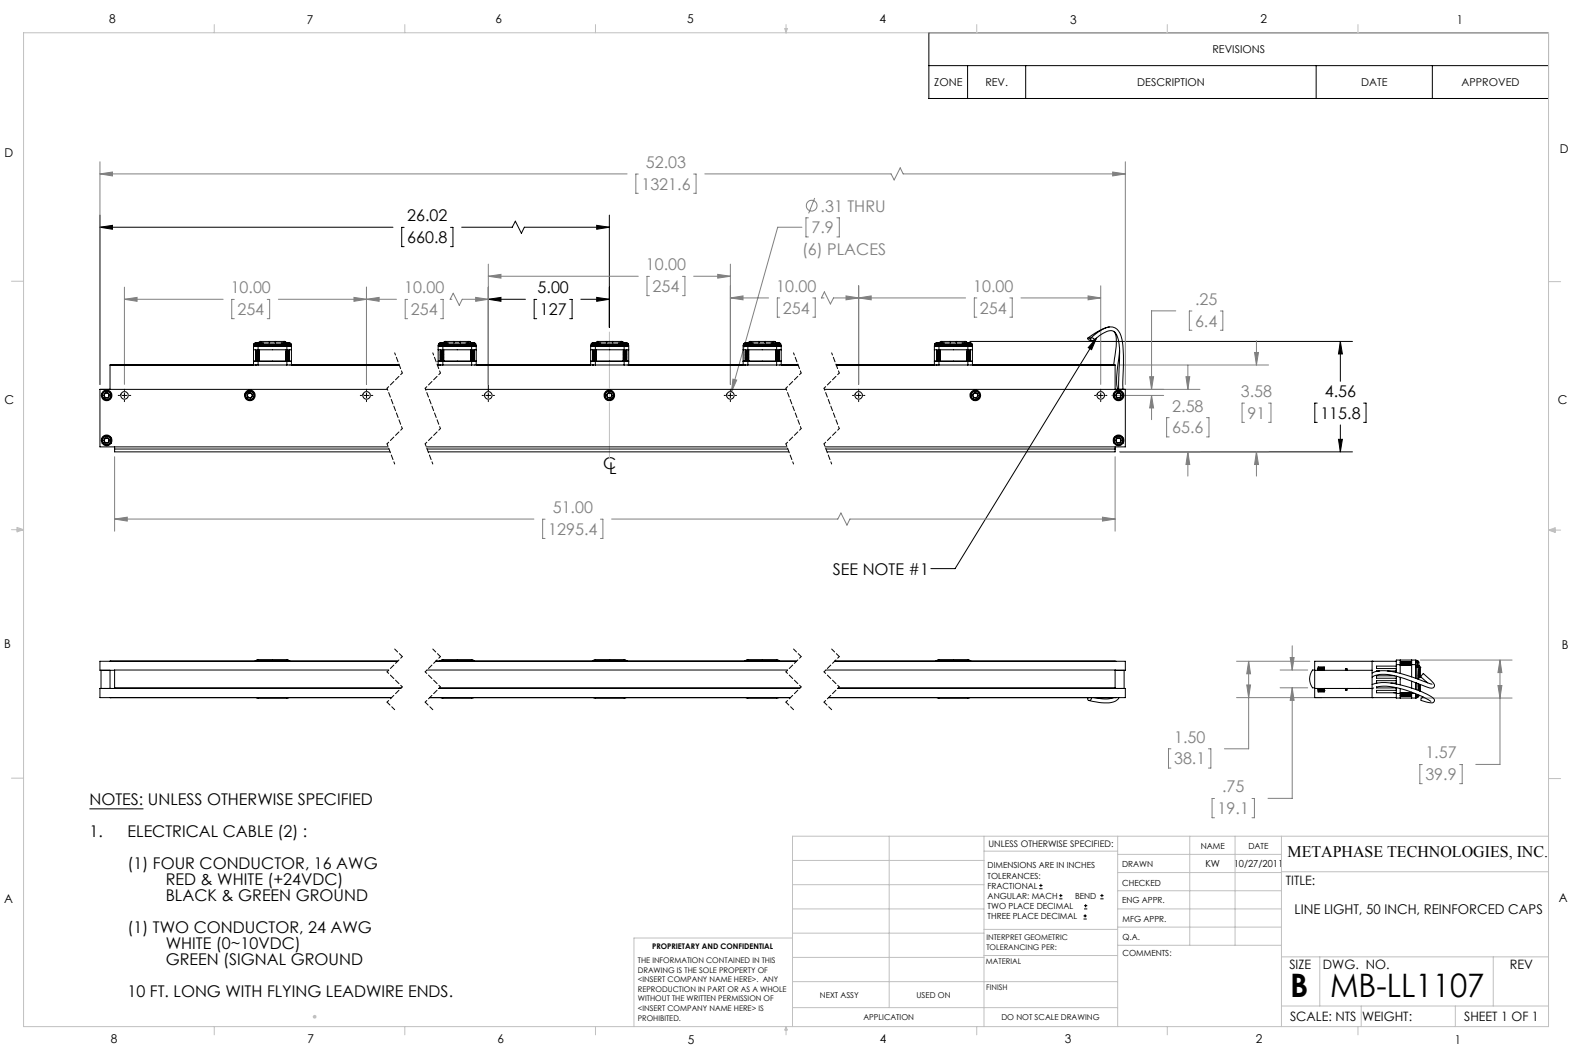 8 7 6 5 4 3 2 1
REVISIONS
ZONE REV. DESCRIPTION DATE APPROVED
D D
52.03
[1321.6]
26.02
[660.8]
Ø.31 THRU
[7.9]
(6) PLACES
10.00
[254]
10.00
[254]
10.00
[254]
5.00
[127]
10.00
[254]
10.00
[254]
.25
[6.4]
C C
2.58
[65.6]
3.58
[91]
4.56
[115.8]
℄
51.00
[1295.4]
SEE NOTE #1
B B
1.50
[38.1]
.75
[19.1]
1.57
[39.9]
NOTES: UNLESS OTHERWISE SPECIFIED
1. ELECTRICAL CABLE (2) :
(1) FOUR CONDUCTOR, 16 AWG
RED & WHITE (+24VDC)
BLACK & GREEN GROUND
(1) TWO CONDUCTOR, 24 AWG
WHITE (0~10VDC)
GREEN (SIGNAL GROUND
10 FT. LONG WITH FLYING LEADWIRE ENDS.
A A
PROPRIETARY AND CONFIDENTIAL
THE INFORMATION CONTAINED IN THIS
DRAWING IS THE SOLE PROPERTY OF
<INSERT COMPANY NAME HERE>. ANY
REPRODUCTION IN PART OR AS A WHOLE
WITHOUT THE WRITTEN PERMISSION OF
<INSERT COMPANY NAME HERE> IS
PROHIBITED.
NEXT ASSY USED ON
APPLICATION
UNLESS OTHERWISE SPECIFIED:
DIMENSIONS ARE IN INCHES
TOLERANCES:
FRACTIONAL ±
ANGULAR: MACH ± BEND ±
TWO PLACE DECIMAL ±
THREE PLACE DECIMAL ±
INTERPRET GEOMETRIC
TOLERANCING PER:
MATERIAL
FINISH
DO NOT SCALE DRAWING
NAME DATE
DRAWN KW 10/27/2011
CHECKED
ENG APPR.
MFG APPR.
Q.A.
COMMENTS:
METAPHASE TECHNOLOGIES, INC.
TITLE:
LINE LIGHT, 50 INCH, REINFORCED CAPS
SIZE DWG. NO. REV
B MB-LL1107
SCALE: NTS WEIGHT: SHEET 1 OF 1
8 7 6 5 4 3 2 1